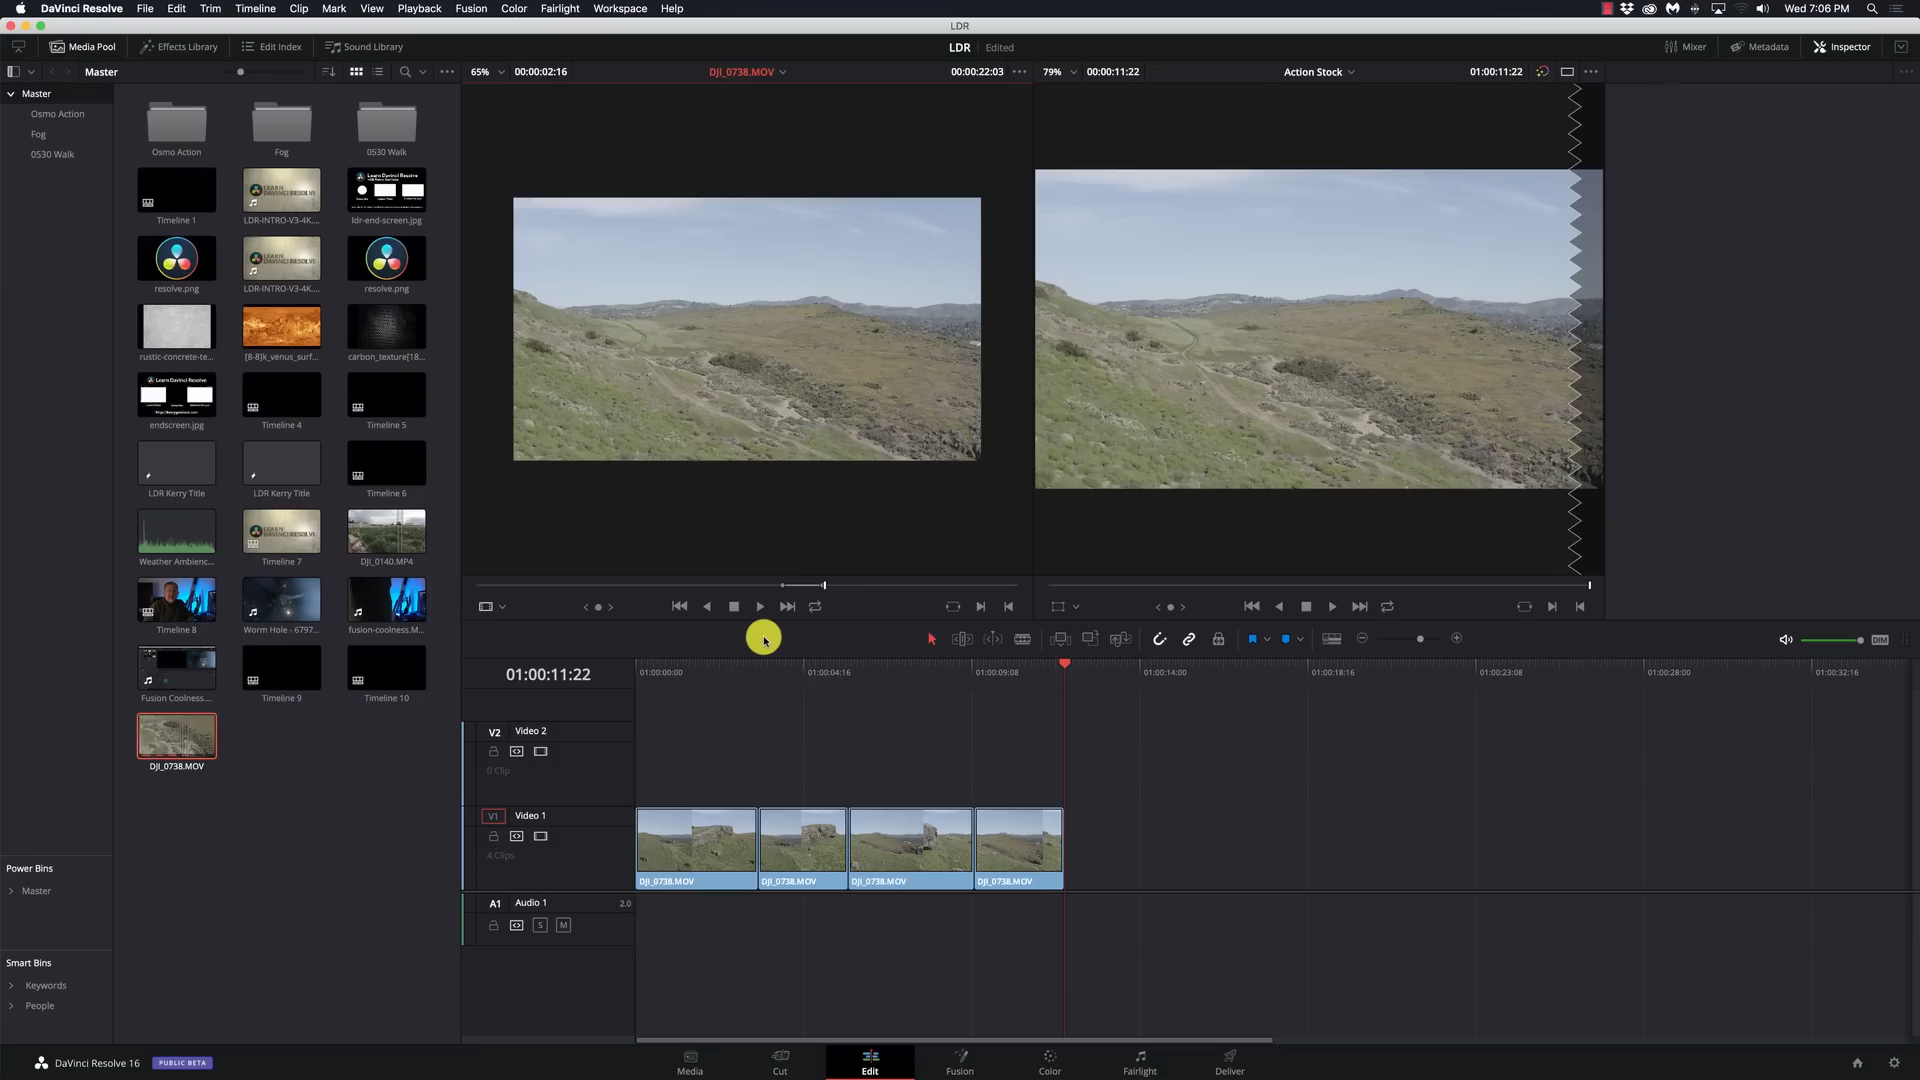 DaVinci Resolve File Edit Trim Timeline Clip Mark View Playback Fusion Color Fairlight Workspace Help
Wed 7:06 PM
LDR
Media Pool Effects Library Edit Index Sound Library
LDR Edited
Mixer Metadata Inspector
Master
65% 00:00:02:16 DJI_0738.MOV 00:00:22:03
79% 00:00:11:22 Action Stock 01:00:11:22
Master
Osmo Action
Fog
0530 Walk
Osmo Action Fog 0530 Walk
Timeline 1 LDR-INTRO-V3-4K.... ldr-end-screen.jpg
resolve.png LDR-INTRO-V3-4K.... resolve.png
rustic-concrete-te... [8-8]k_venus_surf... carbon_texture[18...
endscreen.jpg Timeline 4 Timeline 5
LDR Kerry Title LDR Kerry Title Timeline 6
Weather Ambienc... Timeline 7 DJI_0140.MP4
Timeline 8 Worm Hole - 6797... fusion-coolness.M...
Fusion Coolness.... Timeline 9 Timeline 10
DJI_0738.MOV
DIM
01:00:11:22
01:00:00:00 01:00:04:16 01:00:09:08 01:00:14:00 01:00:18:16 01:00:23:08 01:00:28:00 01:00:32:16
V2 Video 2
0 Clip
V1 Video 1
4 Clips
DJI_0738.MOV DJI_0738.MOV DJI_0738.MOV DJI_0738.MOV
A1 Audio 1 2.0
S M
Power Bins
Master
Smart Bins
Keywords
People
DaVinci Resolve 16 PUBLIC BETA
Media Cut Edit Fusion Color Fairlight Deliver